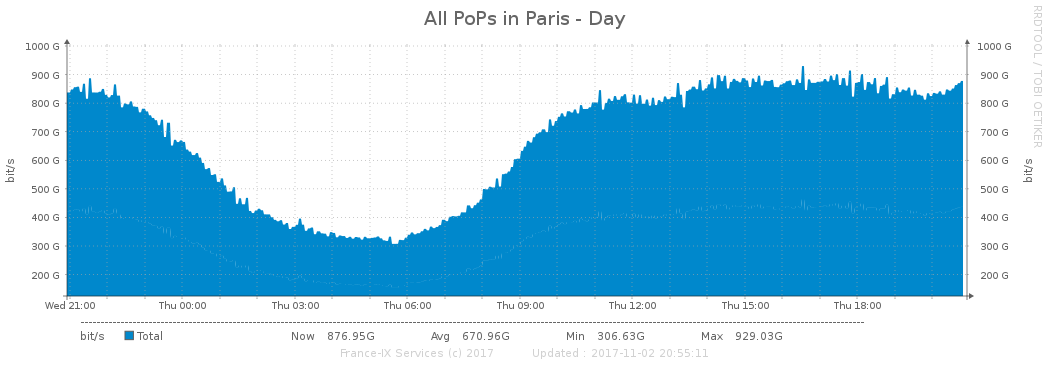 All PoPs in Paris - Day
RRDTOOL / TOBI OETIKER
1000 G 1000 G
900 G 900 G
800 G 800 G
700 G 700 G
600 G 600 G
500 G 500 G
400 G 400 G
300 G 300 G
200 G 200 G
bit/s bit/s
Wed 21:00 Thu 00:00 Thu 03:00 Thu 06:00 Thu 09:00 Thu 12:00 Thu 15:00 Thu 18:00
bit/s Total Now 876.95G Avg 670.96G Min 306.63G Max 929.03G
France-IX Services (c) 2017 Updated : 2017-11-02 20:55:11